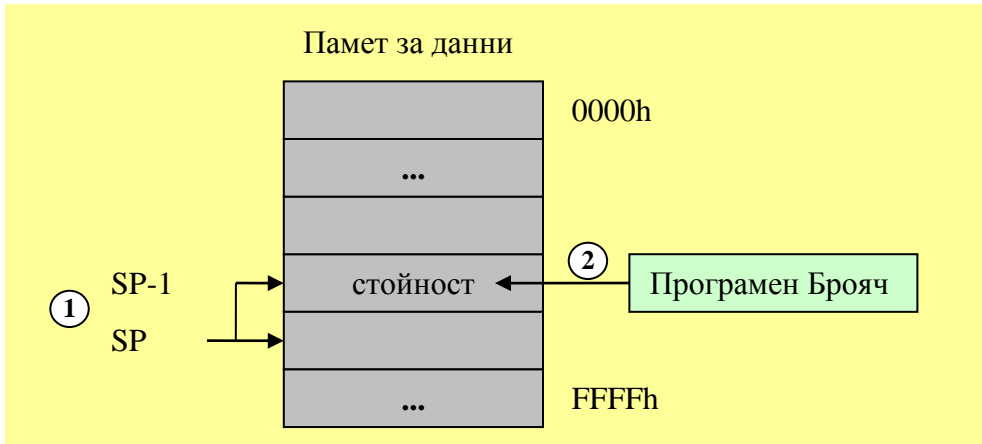 Памет за данни
0000h
...
2
SP-1
стойност
Програмен Брояч
1
SP
...
FFFFh